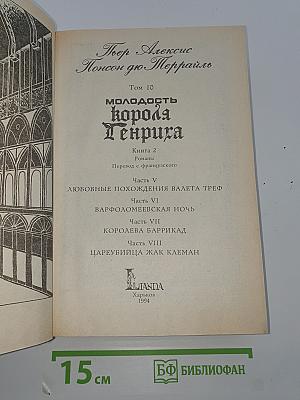 Пьер Алексис
Понсон дю Террайль
Том 10
МОЛОДОСТЬ
короля
Генриха
Книга 2
Романы
Перевод с французского
Часть V
ЛЮБОВНЫЕ ПОХОЖДЕНИЯ ВАЛЕТА ТРЕФ
Часть VI
ВАРФОЛОМЕЕВСКАЯ НОЧЬ
Часть VII
КОРОЛЕВА БАРРИКАД
Часть VIII
ЦАРЕУБИЙЦА ЖАК КЛЕМАН
Харьков
1994
15 см
БФ БИБЛИОФАН